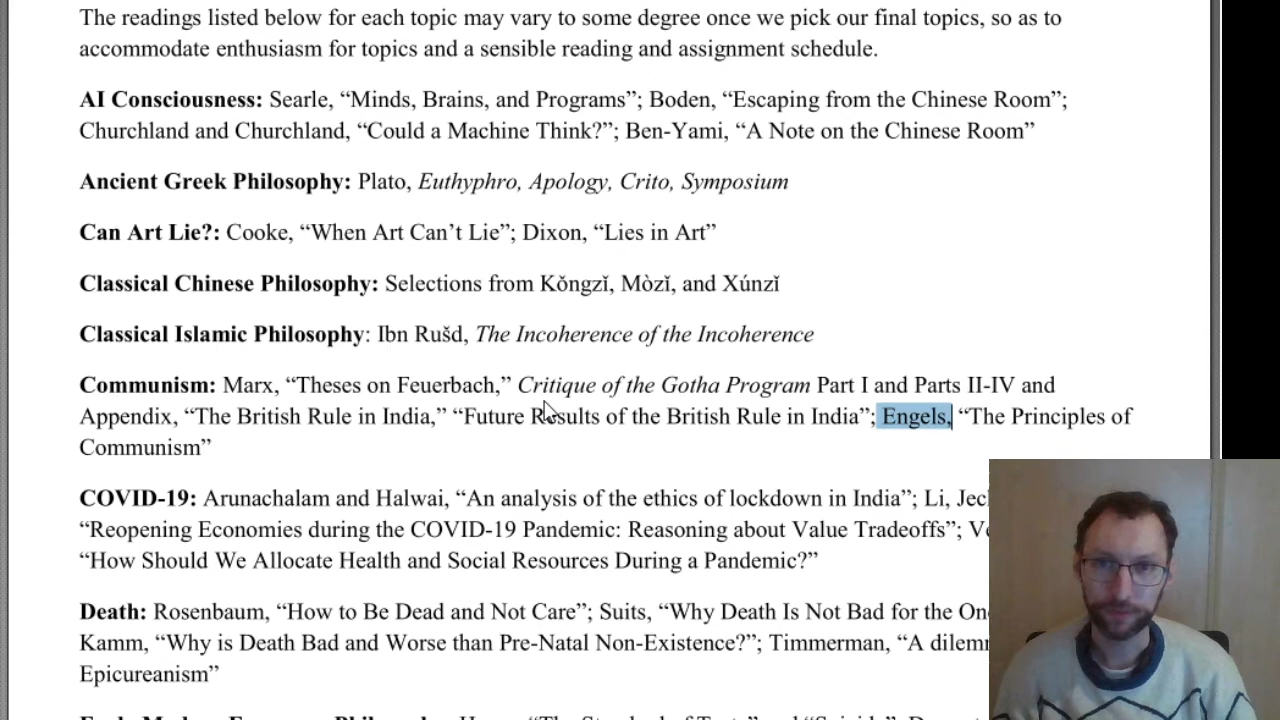 The readings listed below for each topic may vary to some degree once we pick our final topics, so as to
accommodate enthusiasm for topics and a sensible reading and assignment schedule.
AI Consciousness: Searle, “Minds, Brains, and Programs”; Boden, “Escaping from the Chinese Room”;
Churchland and Churchland, “Could a Machine Think?”; Ben-Yami, “A Note on the Chinese Room”
Ancient Greek Philosophy: Plato, Euthyphro, Apology, Crito, Symposium
Can Art Lie?: Cooke, “When Art Can’t Lie”; Dixon, “Lies in Art”
Classical Chinese Philosophy: Selections from Kǒngzǐ, Mòzǐ, and Xúnzǐ
Classical Islamic Philosophy: Ibn Rušd, The Incoherence of the Incoherence
Communism: Marx, “Theses on Feuerbach,” Critique of the Gotha Program Part I and Parts II-IV and
Appendix, “The British Rule in India,” “Future Results of the British Rule in India”; Engels, “The Principles of
Communism”
COVID-19: Arunachalam and Halwai, “An analysis of the ethics of lockdown in India”; Li,
“Reopening Economies during the COVID-19 Pandemic: Reasoning about Value Tradeoffs”;
“How Should We Allocate Health and Social Resources During a Pandemic?”
Death: Rosenbaum, “How to Be Dead and Not Care”; Suits, “Why Death Is Not Bad for the
Kamm, “Why is Death Bad and Worse than Pre-Natal Non-Existence?”; Timmerman, “A
Epicureanism”